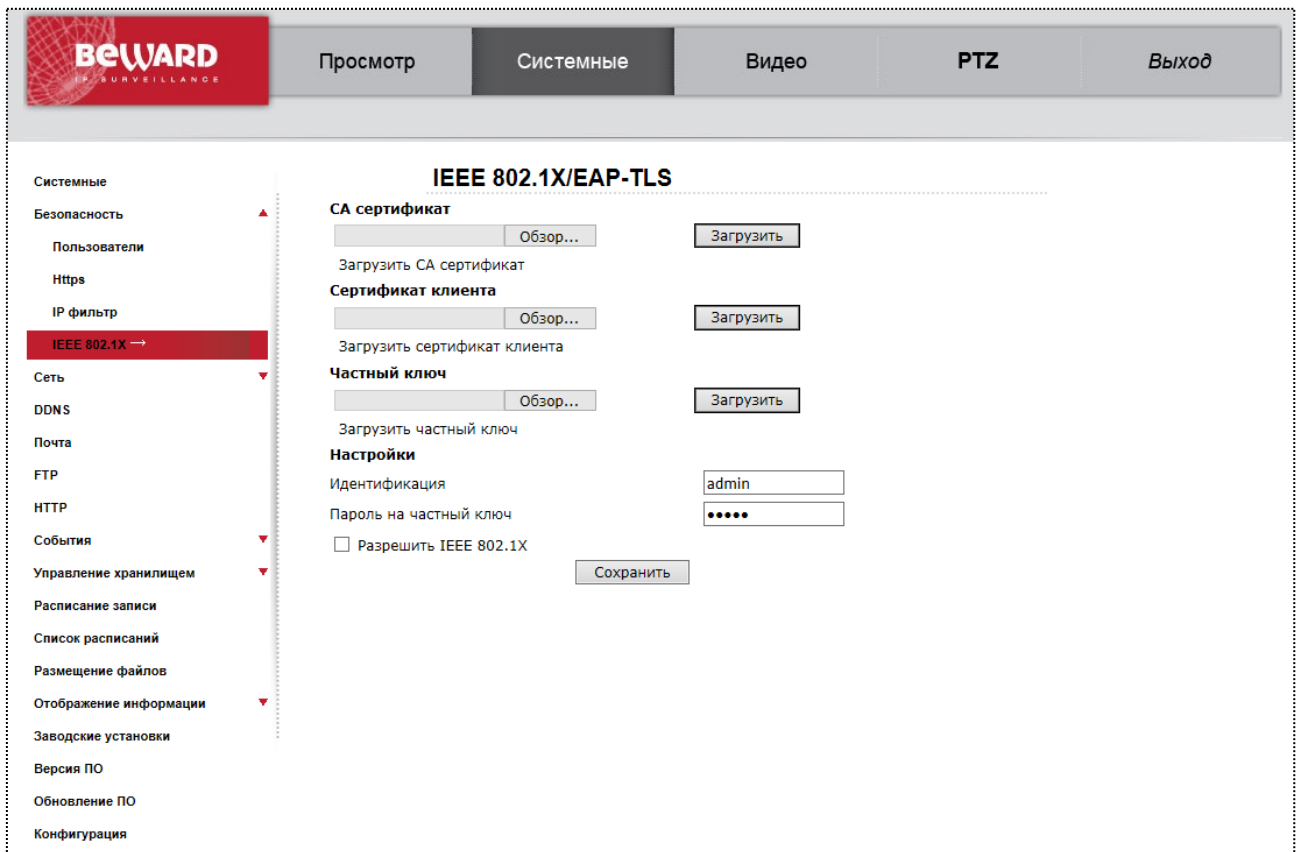 BEWARD
IP SURVEILLANCE
Просмотр Системные Видео PTZ Выход
IEEE 802.1X/EAP-TLS
Системные
Безопасность
Пользователи
Https
IP фильтр
IEEE 802.1X →
Сеть
DDNS
Почта
FTP
HTTP
События
Управление хранилищем
Расписание записи
Список расписаний
Размещение файлов
Отображение информации
Заводские установки
Версия ПО
Обновление ПО
Конфигурация
CA сертификат
Обзор... Загрузить
Загрузить CA сертификат
Сертификат клиента
Обзор... Загрузить
Загрузить сертификат клиента
Частный ключ
Обзор... Загрузить
Загрузить частный ключ
Настройки
Идентификация admin
Пароль на частный ключ •••••
Разрешить IEEE 802.1X
Сохранить